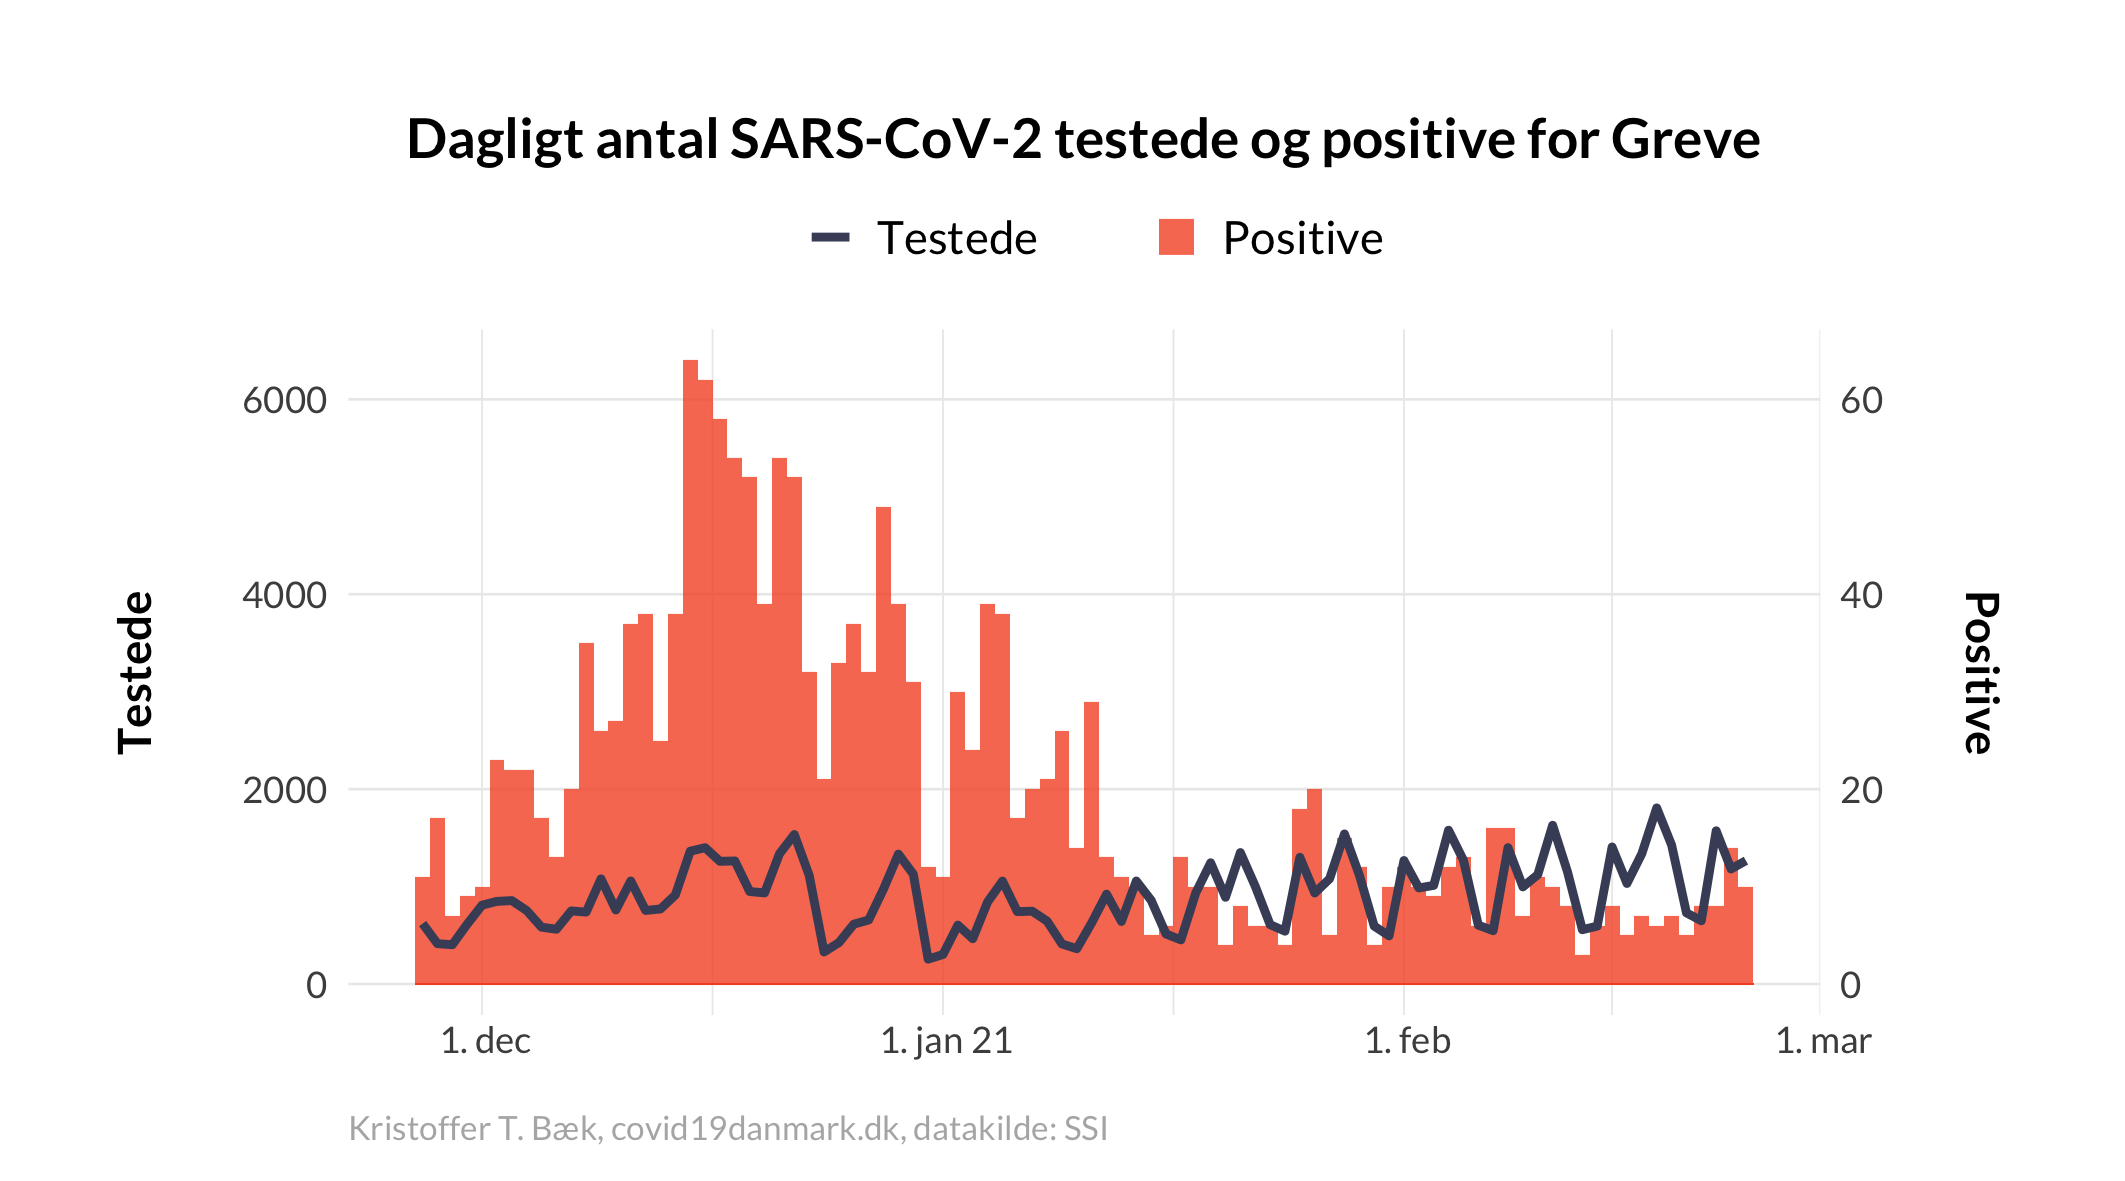 Dagligt antal SARS-CoV-2 testede og positive for Greve
Testede Positive
6000 60
4000 40
2000 20
0 0
Testede
Positive
1. dec 1. jan 21 1. feb 1. mar
Kristoffer T. Bæk, covid19danmark.dk, datakilde: SSI